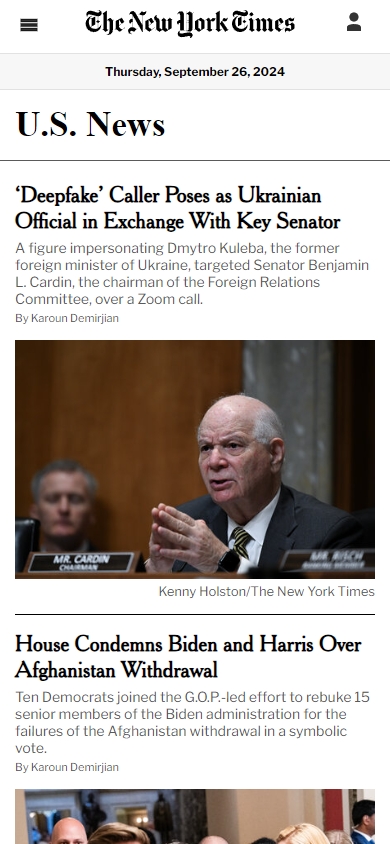 The New York Times
Thursday, September 26, 2024
U.S. News
‘Deepfake’ Caller Poses as Ukrainian
Official in Exchange With Key Senator
A figure impersonating Dmytro Kuleba, the former
foreign minister of Ukraine, targeted Senator Benjamin
L. Cardin, the chairman of the Foreign Relations
Committee, over a Zoom call.
By Karoun Demirjian
MR. CARDIN
CHAIRMAN
MR. RISCH
RANKING MEMBER
Kenny Holston/The New York Times
House Condemns Biden and Harris Over
Afghanistan Withdrawal
Ten Democrats joined the G.O.P.-led effort to rebuke 15
senior members of the Biden administration for the
failures of the Afghanistan withdrawal in a symbolic
vote.
By Karoun Demirjian